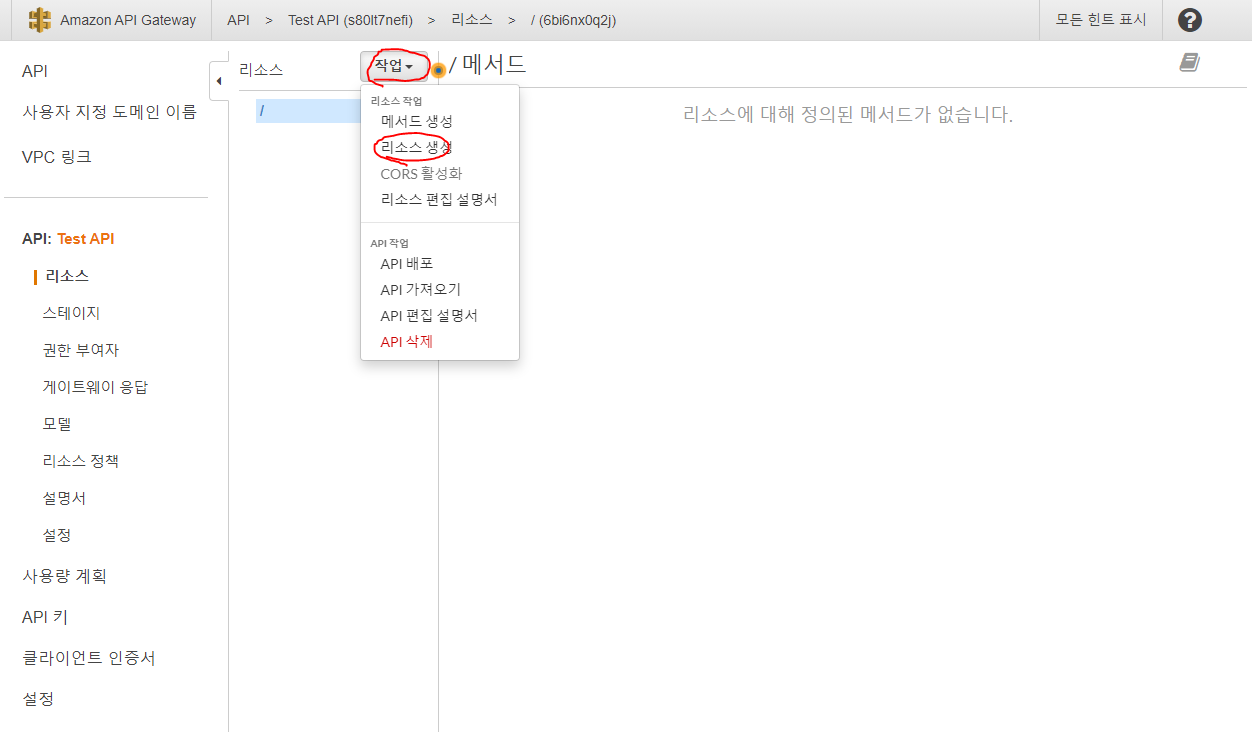 Amazon API Gateway API > Test API (s80lt7nefi) > 리소스 > / (6bi6nx0q2j) 모든 힌트 표시 ?
API
사용자 지정 도메인 이름
VPC 링크
API: Test API
리소스
스테이지
권한 부여자
게이트웨이 응답
모델
리소스 정책
설명서
설정
사용량 계획
API 키
클라이언트 인증서
설정
리소스
작업
/
리소스 작업
메서드 생성
리소스 생성
CORS 활성화
리소스 편집 설명서
API 작업
API 배포
API 가져오기
API 편집 설명서
API 삭제
/ 메서드
리소스에 대해 정의된 메서드가 없습니다.